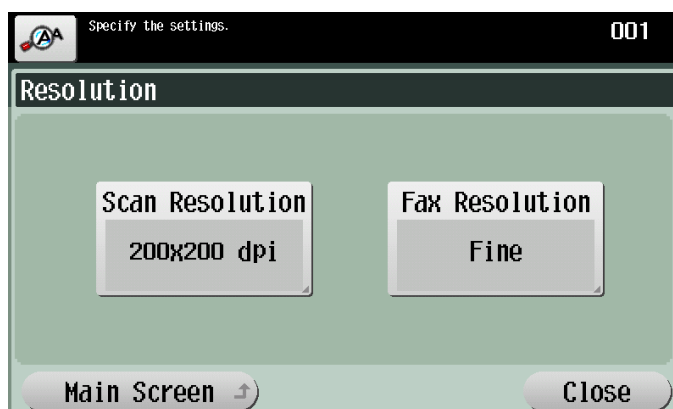 Specify the settings.
001
Resolution
Scan Resolution
200x200 dpi
Fax Resolution
Fine
Main Screen
Close